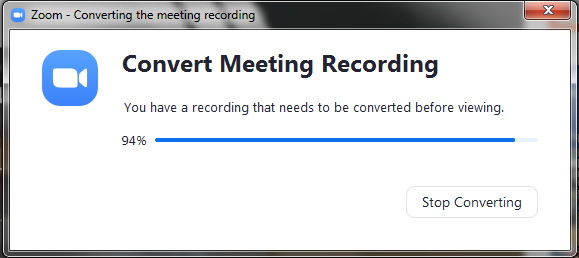 Zoom - Converting the meeting recording
Convert Meeting Recording
You have a recording that needs to be converted before viewing.
94%
Stop Converting